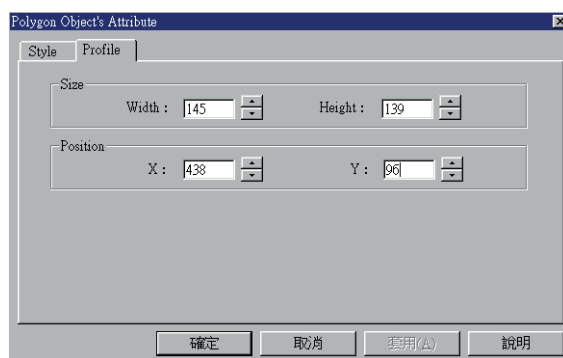 Polygon Object's Attribute
Style Profile
Size
Width : 145 Height : 139
Position
X : 438 Y : 96
確定 取消 套用(A) 說明